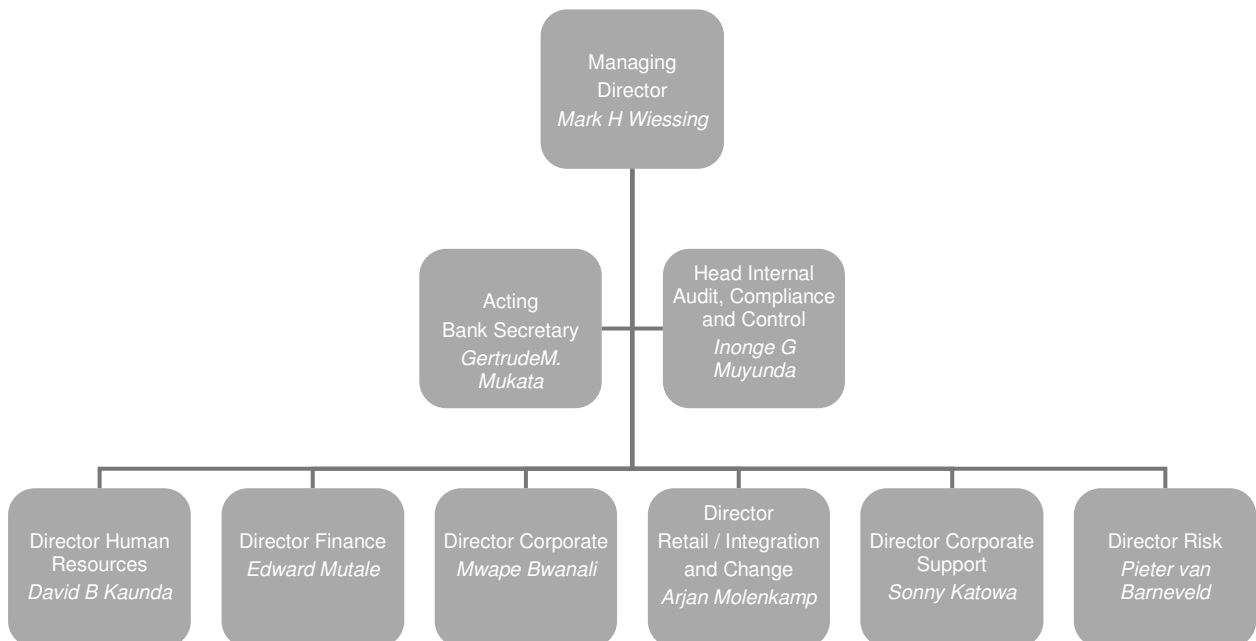 Managing
Director
Mark H Wiessing
Acting
Bank Secretary
GertrudeM.
Mukata
Head Internal
Audit, Compliance
and Control
Inonge G
Muyunda
Director Human
Resources
David B Kaunda
Director Finance
Edward Mutale
Director Corporate
Mwape Bwanali
Director
Retail / Integration
and Change
Arjan Molenkamp
Director Corporate
Support
Sonny Katowa
Director Risk
Pieter van
Barneveld